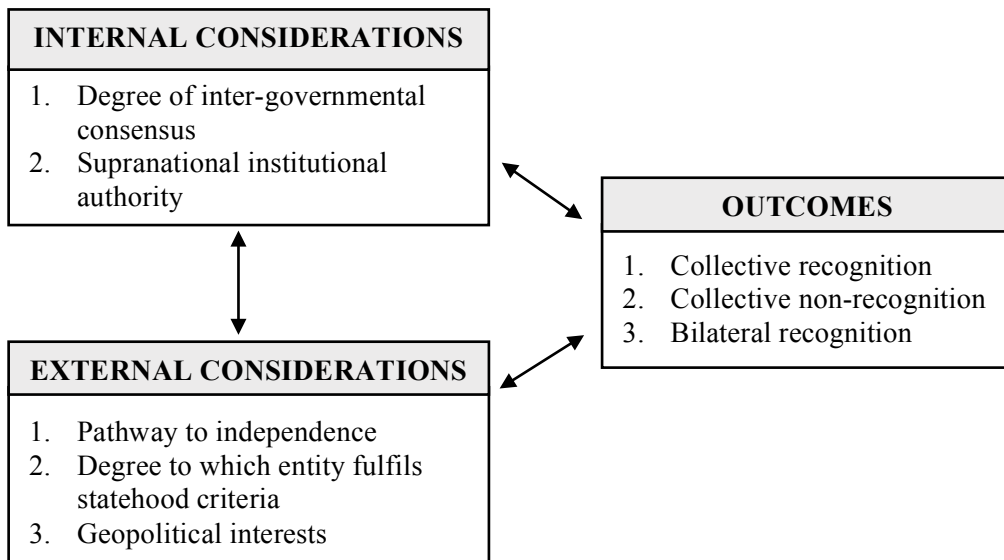 INTERNAL CONSIDERATIONS
1. Degree of inter-governmental
consensus
2. Supranational institutional
authority
OUTCOMES
1. Collective recognition
2. Collective non-recognition
3. Bilateral recognition
EXTERNAL CONSIDERATIONS
1. Pathway to independence
2. Degree to which entity fulfils
statehood criteria
3. Geopolitical interests